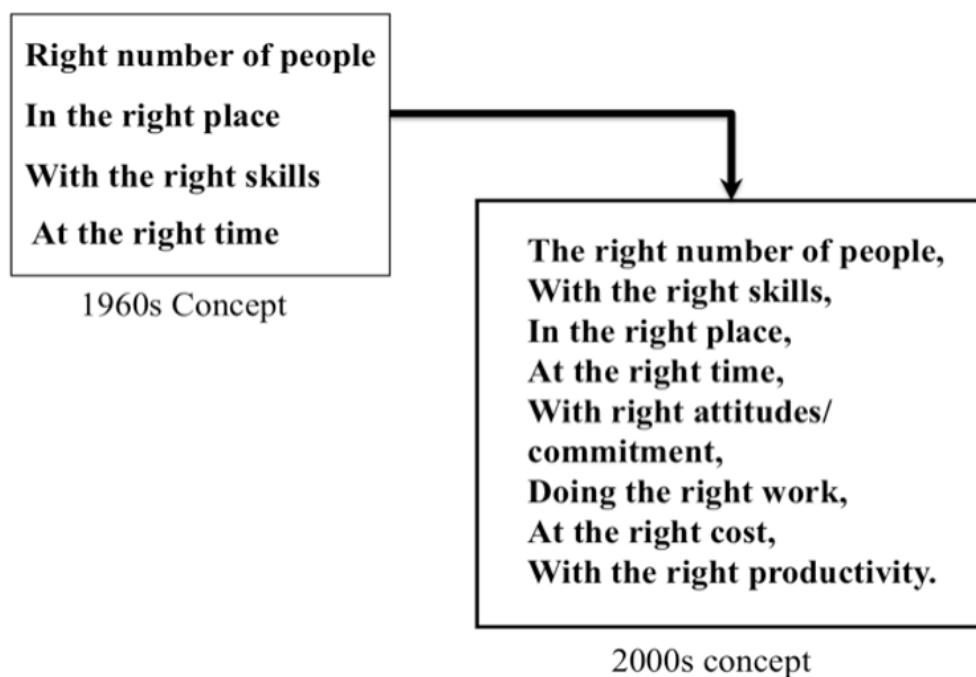 Right number of people
In the right place
With the right skills
At the right time
1960s Concept
The right number of people,
With the right skills,
In the right place,
At the right time,
With right attitudes/
commitment,
Doing the right work,
At the right cost,
With the right productivity.
2000s concept